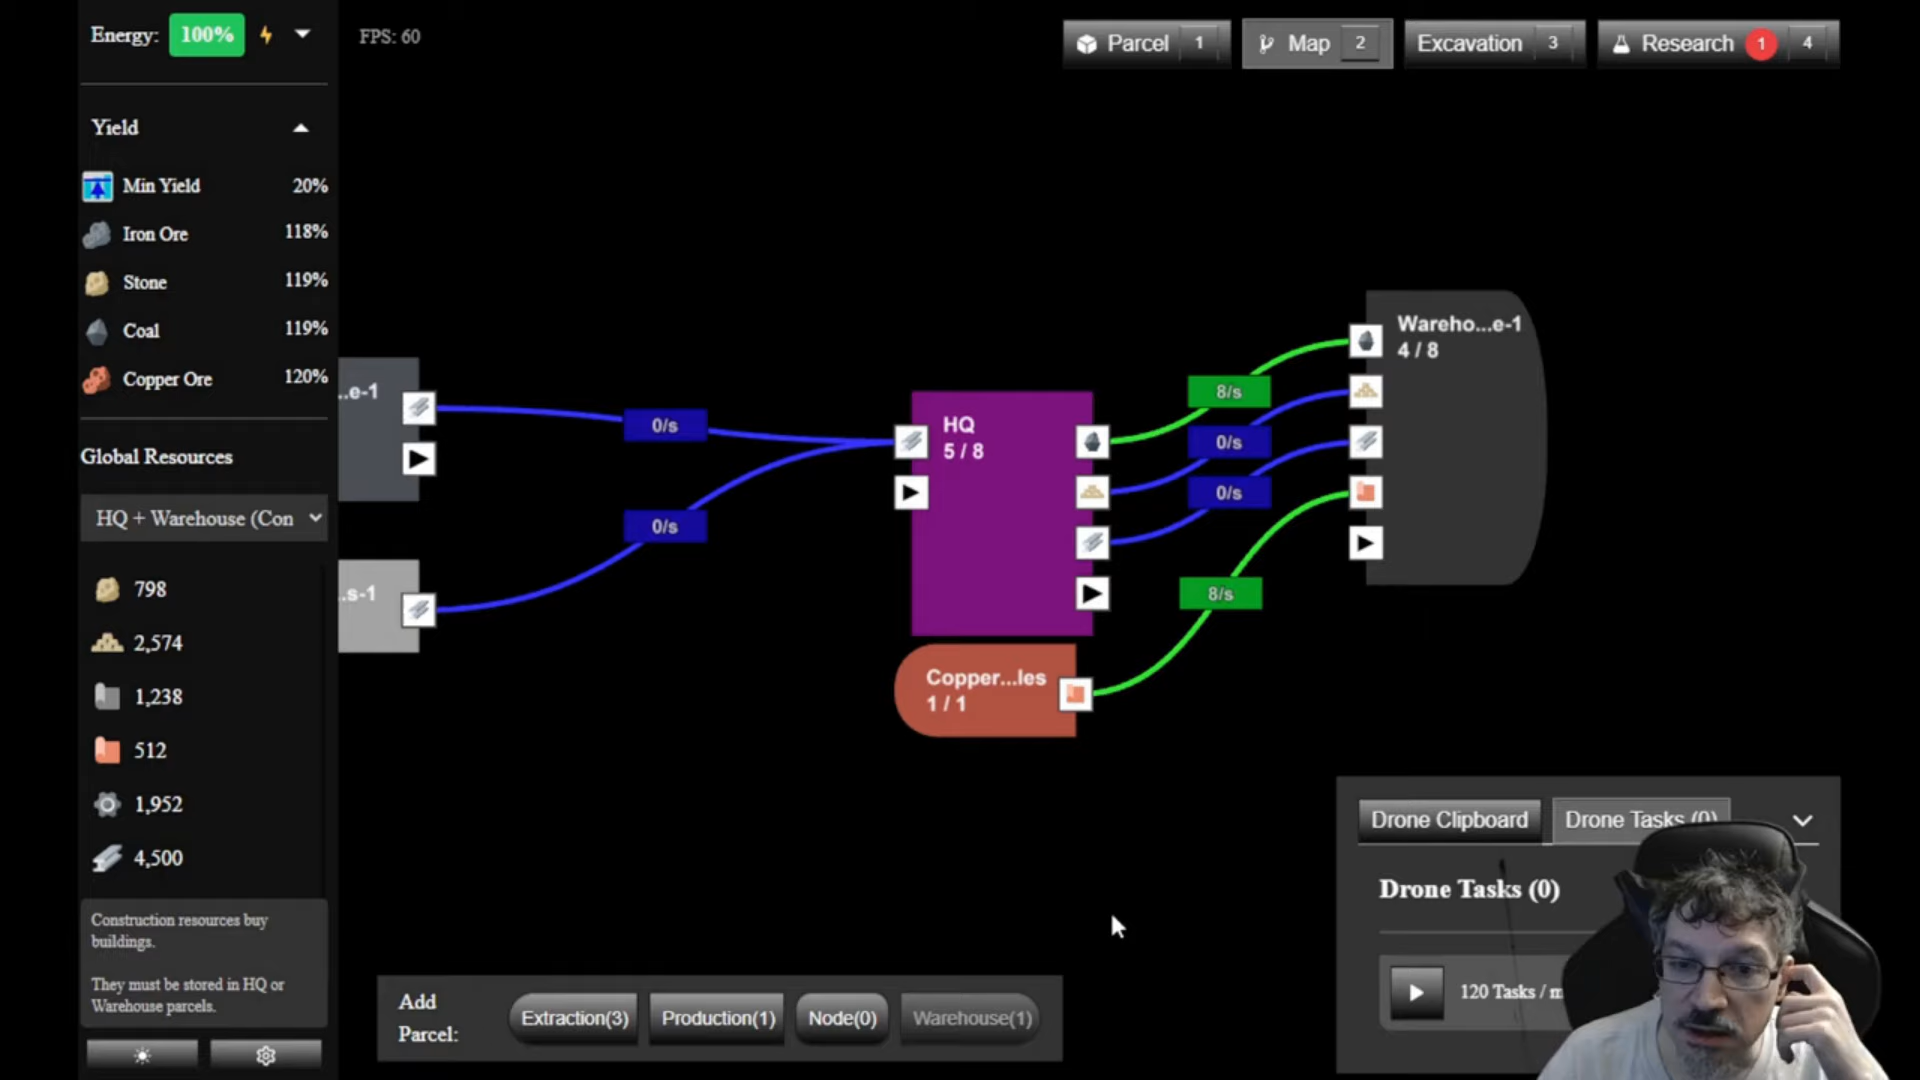 Energy: 100%
FPS: 60
Parcel 1
Map 2
Excavation 3
Research 1 4
Yield
Min Yield 20%
Iron Ore 118%
Stone 119%
Coal 119%
Copper Ore 120%
Global Resources
HQ + Warehouse (Con
798
2,574
1,238
512
1,952
4,500
Construction resources buy
buildings.
They must be stored in HQ or
Warehouse parcels.
..e-1
.s-1
0/s
0/s
HQ
5 / 8
Copper...les
1 / 1
8/s
0/s
0/s
8/s
Wareho...e-1
4 / 8
Add
Parcel:
Extraction(3)
Production(1)
Node(0)
Warehouse(1)
Drone Clipboard
Drone Tasks (0)
Drone Tasks (0)
120 Tasks / m